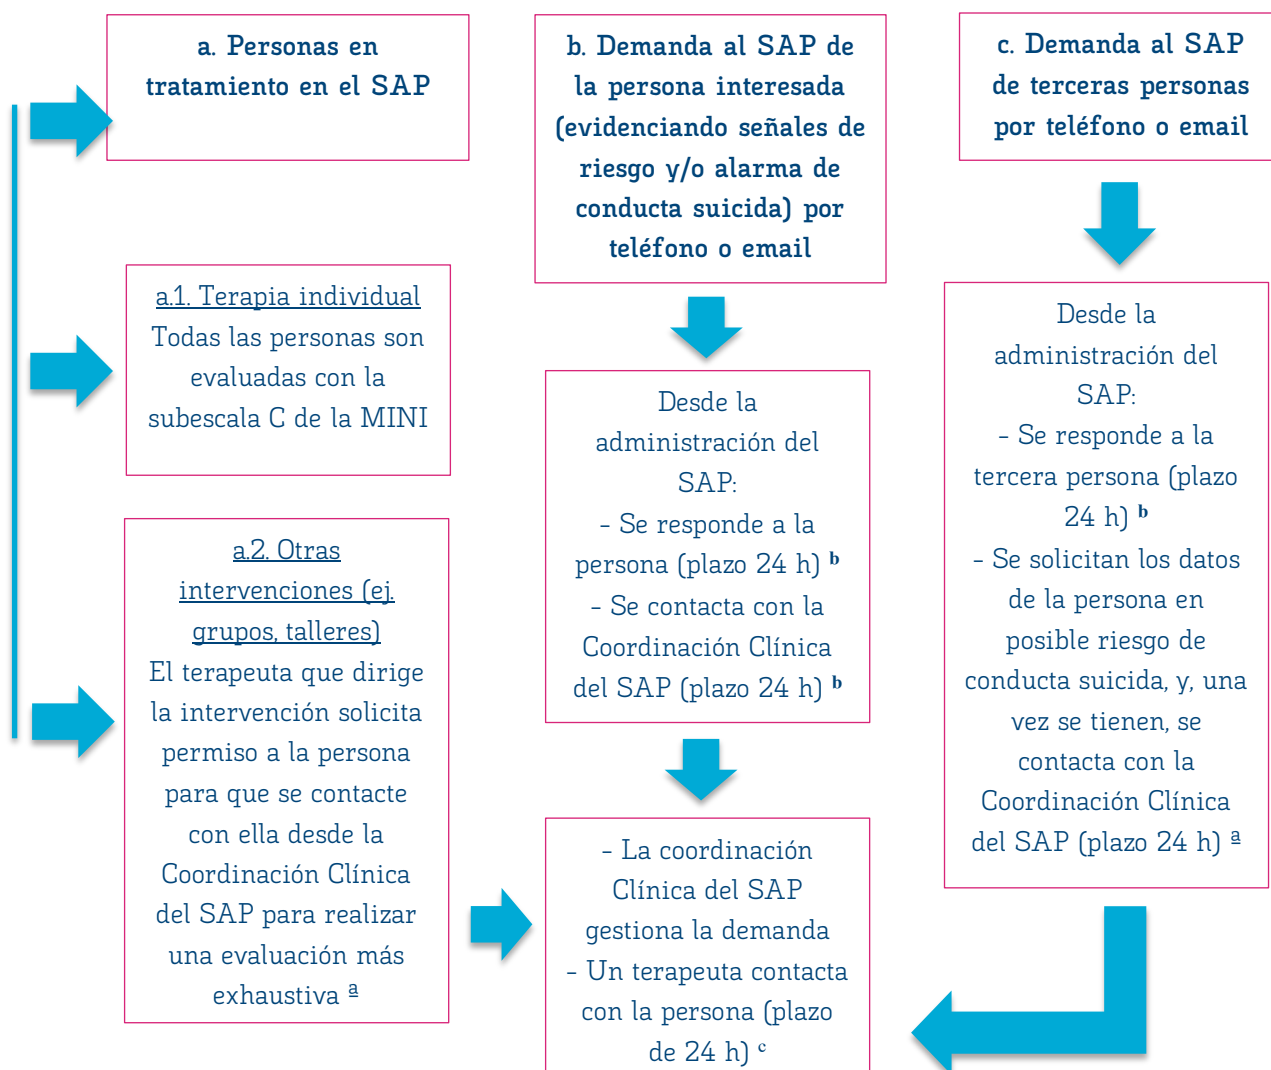 a. Personas en
tratamiento en el SAP
a.1. Terapia individual
Todas las personas son
evaluadas con la
subescala C de la MINI
a.2. Otras
intervenciones (ej.
grupos, talleres)
El terapeuta que dirige
la intervención solicita
permiso a la persona
para que se contacte
con ella desde la
Coordinación Clínica
del SAP para realizar
una evaluación más
exhaustiva a
b. Demanda al SAP de
la persona interesada
(evidenciando señales de
riesgo y/o alarma de
conducta suicida) por
teléfono o email
Desde la
administración del
SAP:
- Se responde a la
persona (plazo 24 h) b
- Se contacta con la
Coordinación Clínica
del SAP (plazo 24 h) b
- La coordinación
Clínica del SAP
gestiona la demanda
- Un terapeuta contacta
con la persona (plazo
de 24 h) c
c. Demanda al SAP
de terceras personas
por teléfono o email
Desde la
administración del
SAP:
- Se responde a la
tercera persona (plazo
24 h) b
- Se solicitan los datos
de la persona en
posible riesgo de
conducta suicida, y, una
vez se tienen, se
contacta con la
Coordinación Clínica
del SAP (plazo 24 h) a